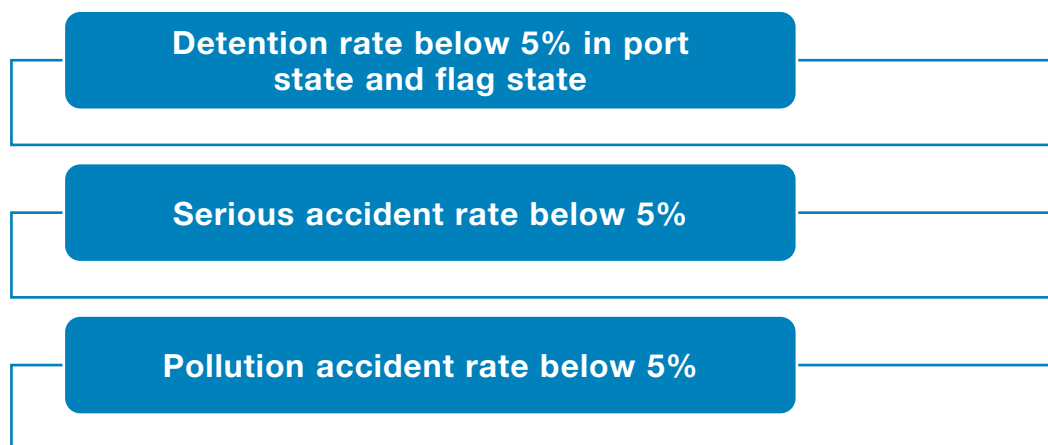 Detention rate below 5% in port
state and flag state
Serious accident rate below 5%
Pollution accident rate below 5%